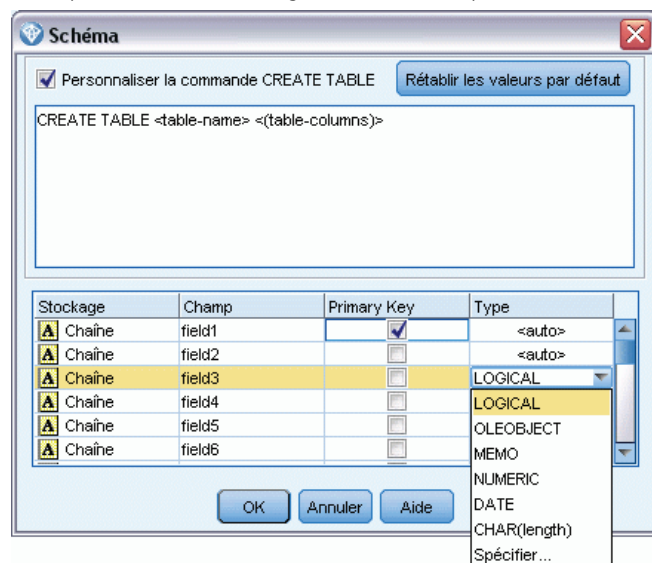 Schéma
Personnaliser la commande CREATE TABLE Rétablir les valeurs par défaut
CREATE TABLE <table-name> <(table-columns)>
Stockage Champ Primary Key Type
A Chaîne field1 <auto>
A Chaîne field2 <auto>
A Chaîne field3 LOGICAL
A Chaîne field4 LOGICAL
A Chaîne field5 OLEOBJECT
A Chaîne field6 MEMO
NUMERIC
OK Annuler Aide DATE
CHAR(length)
Spécifier...